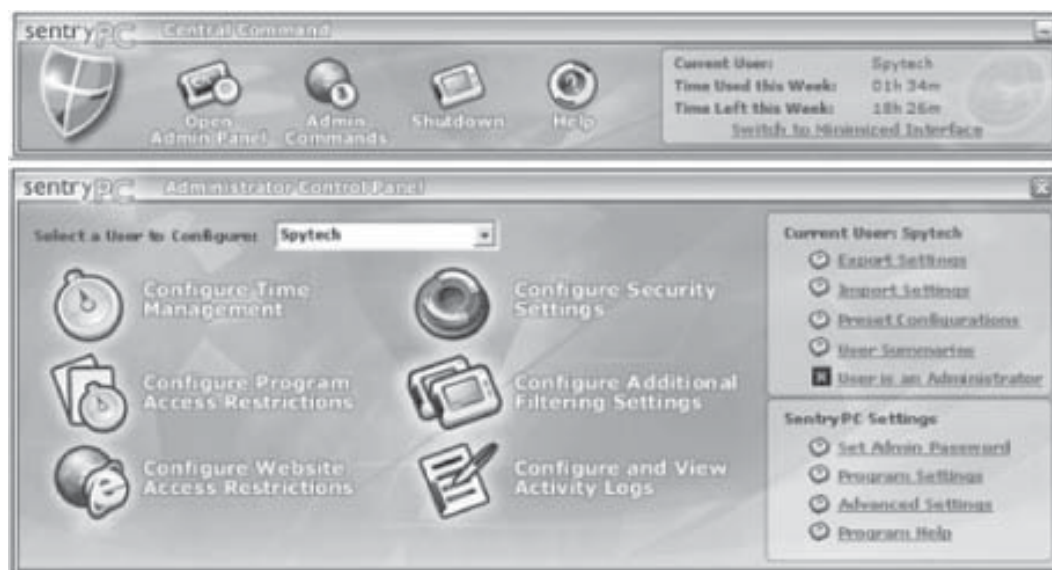 sentryPC Central Command
Open
Admin Panel
Admin
Commands
Shutdown
Help
Current User: Spytech
Time Used this Week: 01h 34m
Time Left this Week: 18h 26m
Switch to Minimized Interface
sentryPC Administrator Control Panel
Select a User to Configure: Spytech
Configure Time
Management
Configure Security
Settings
Configure Program
Access Restrictions
Configure Additional
Filtering Settings
Configure Website
Access Restrictions
Configure and View
Activity Logs
Current User: Spytech
Export Settings
Import Settings
Preset Configurations
User Summaries
User is an Administrator
SentryPC Settings
Set Admin Password
Program Settings
Advanced Settings
Program Help